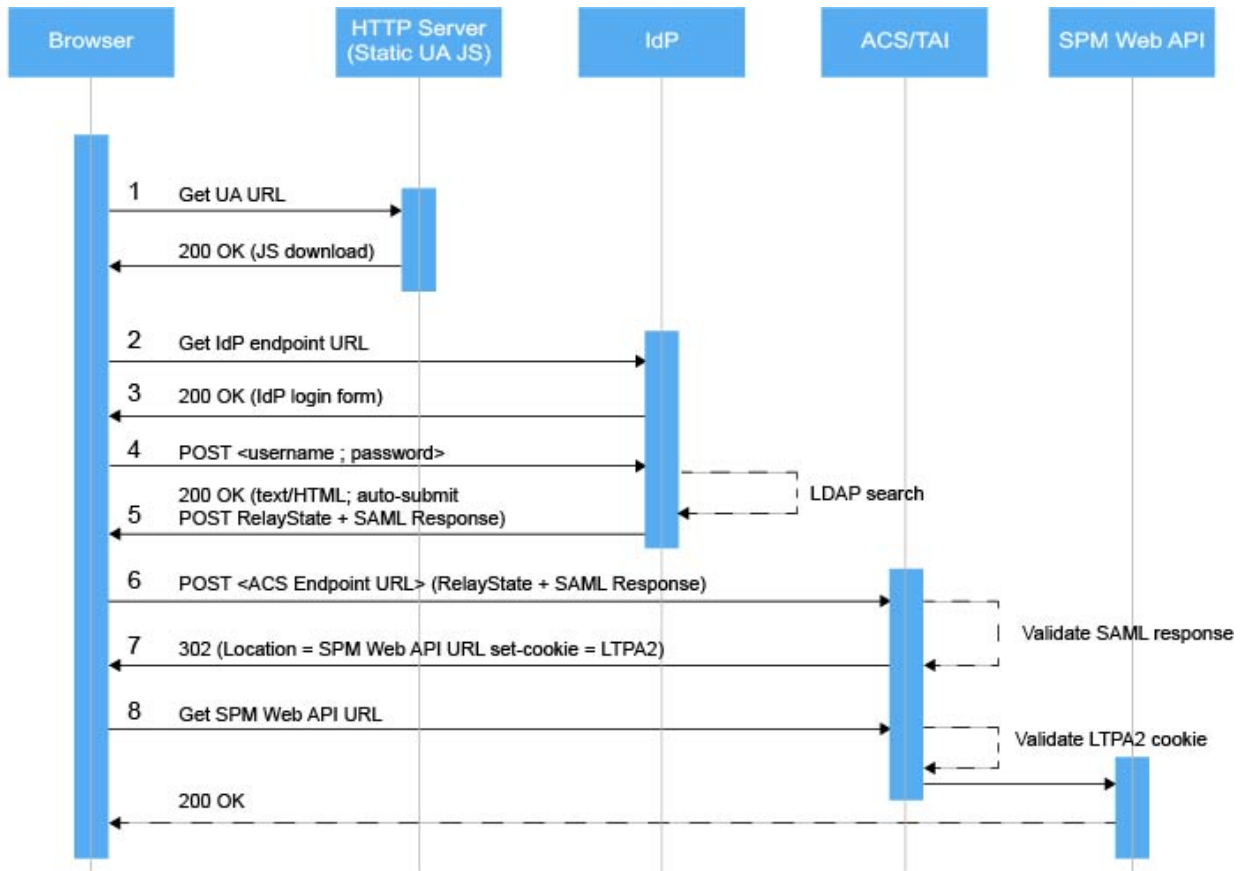 Browser
HTTP Server
(Static UA JS)
IdP
ACS/TAI
SPM Web API
1 Get UA URL
200 OK (JS download)
2 Get IdP endpoint URL
3 200 OK (IdP login form)
4 POST <username ; password>
LDAP search
200 OK (text/HTML; auto-submit
5 POST RelayState + SAML Response)
6 POST <ACS Endpoint URL> (RelayState + SAML Response)
Validate SAML response
7 302 (Location = SPM Web API URL set-cookie = LTPA2)
8 Get SPM Web API URL
Validate LTPA2 cookie
200 OK